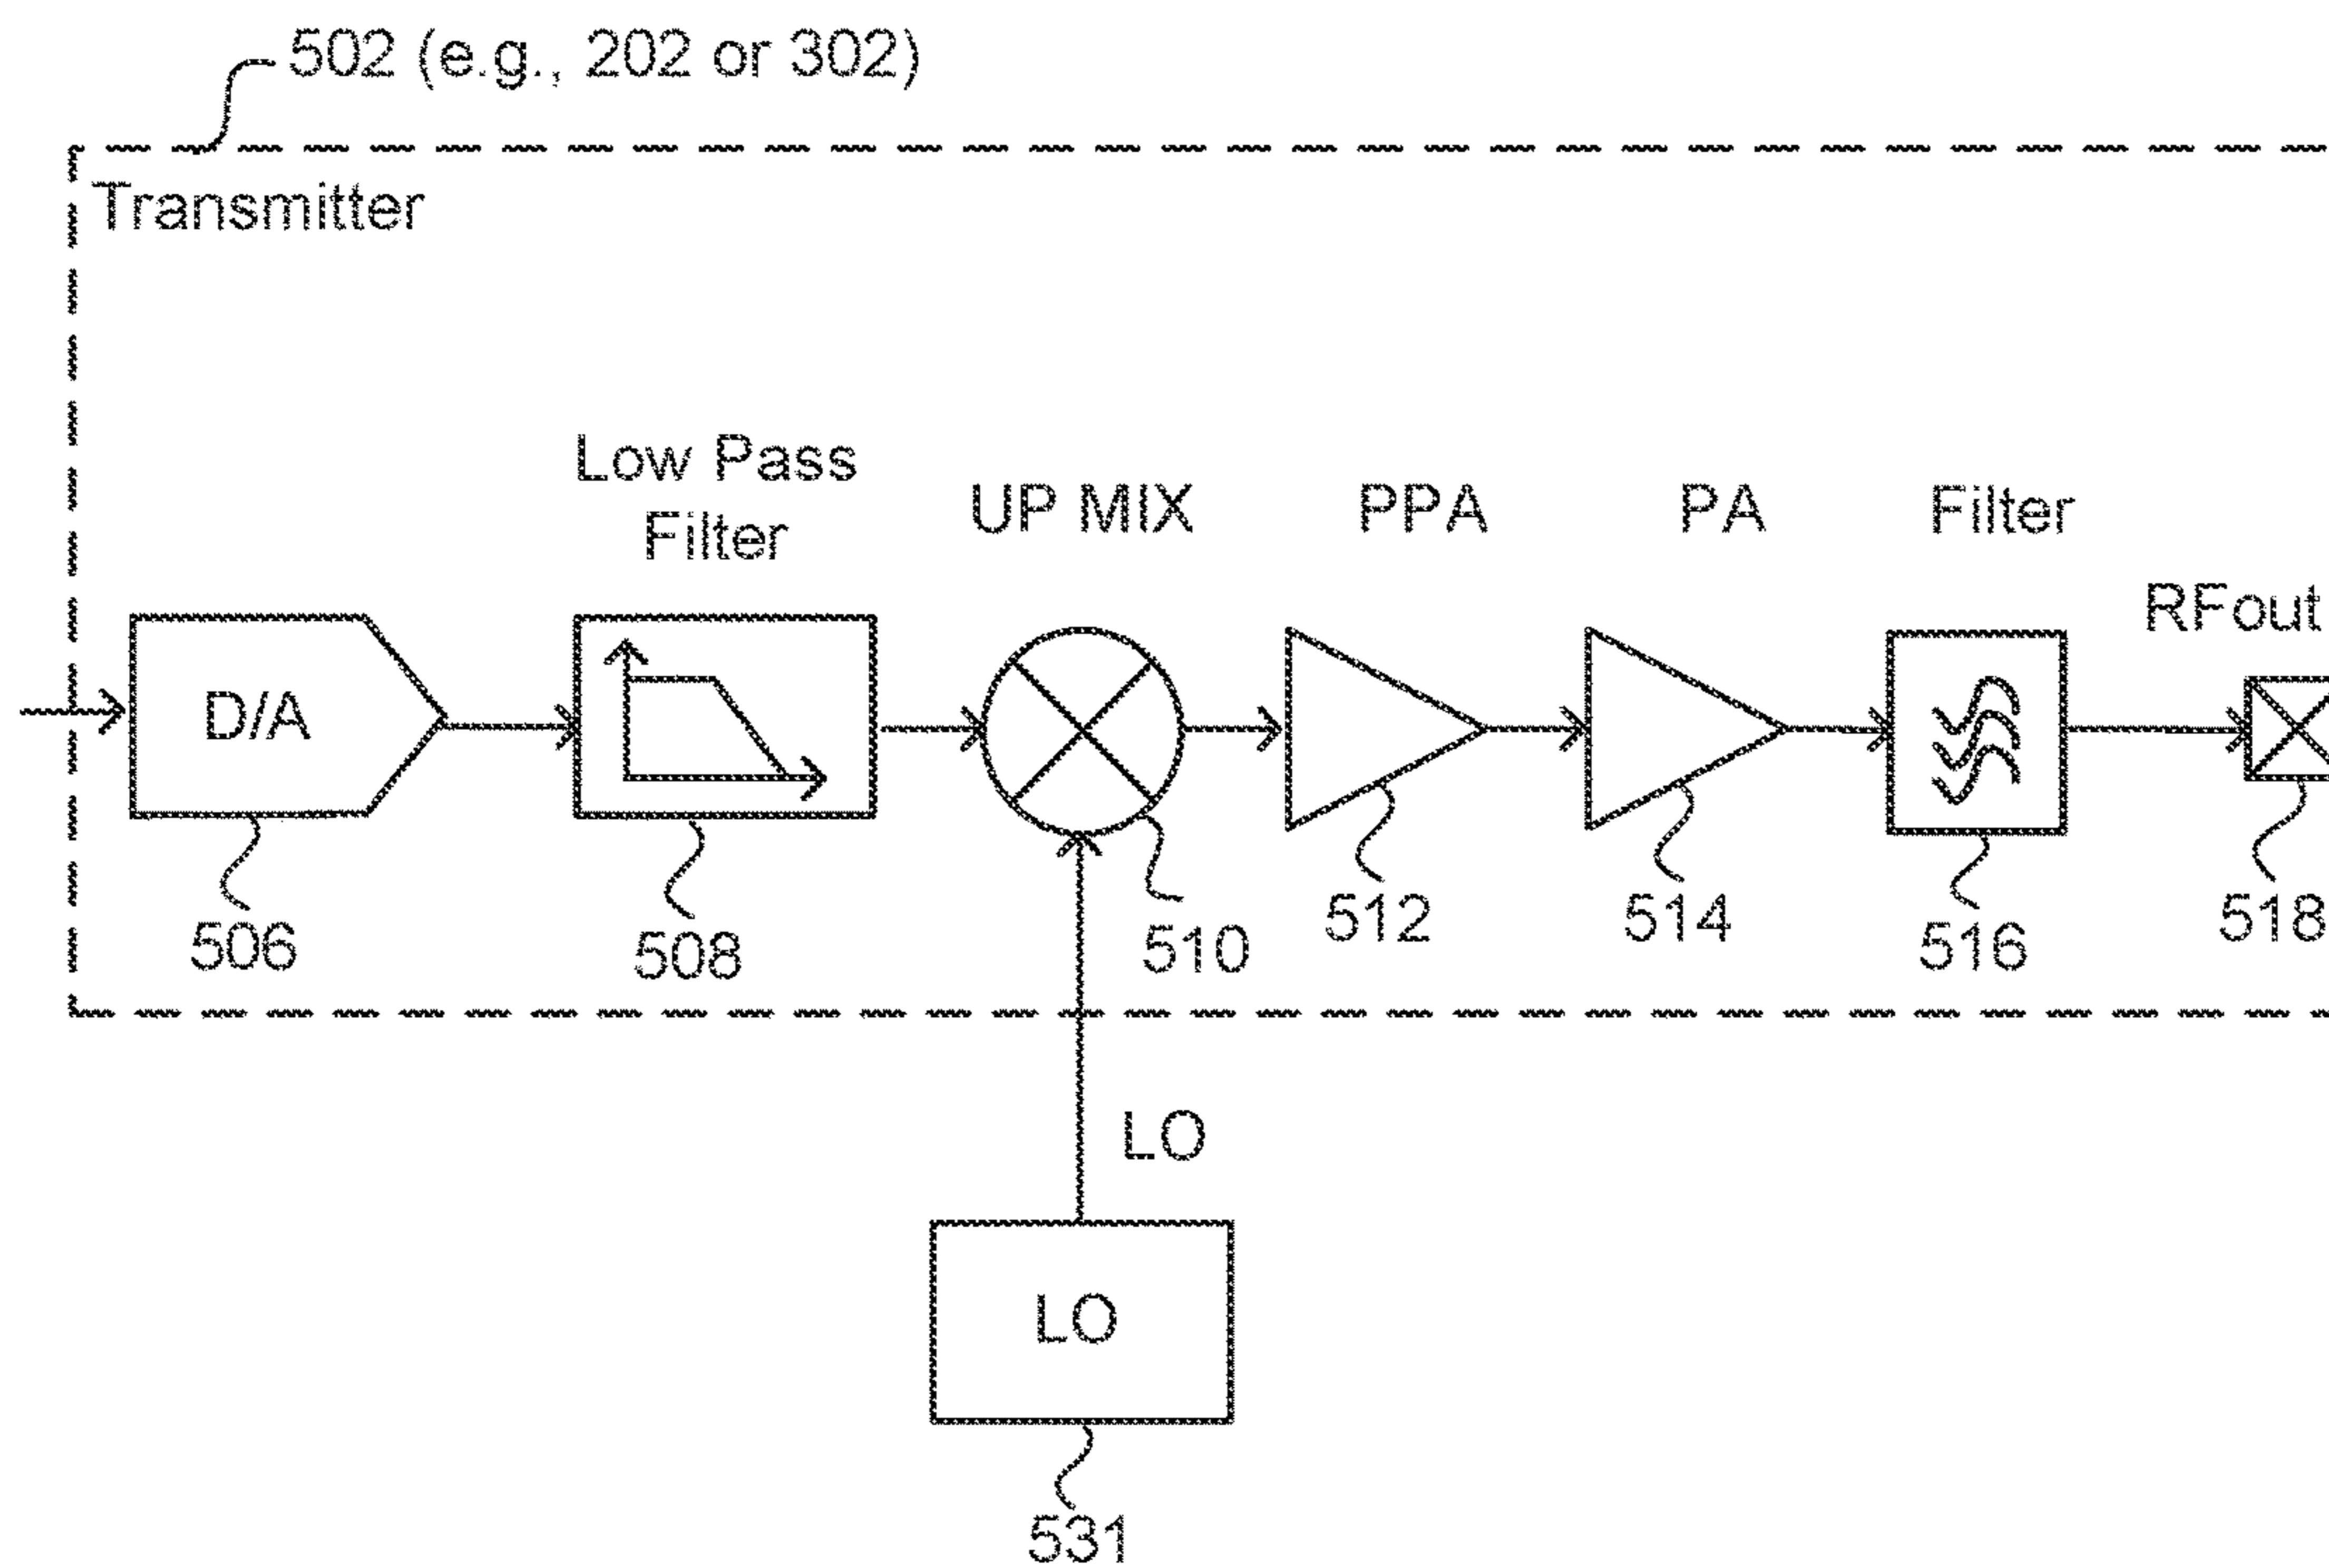 502 (e.g., 202 or 302)
Transmitter
Low Pass
Filter
UP MIX
PPA
PA
Filter
RFout
D/A
506
508
510
512
514
516
518
LO
LO
531